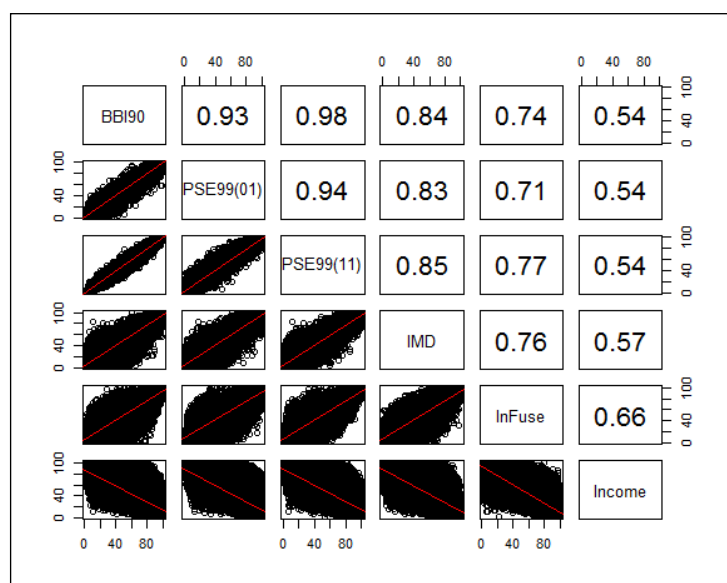 0 40 80 0 40 80 0 40 80
BBI90 0.93 0.98 0.84 0.74 0.54 0 40 100
0 40 100 PSE99(01) 0.94 0.83 0.71 0.54
PSE99(11) 0.85 0.77 0.54 0 40 100
0 40 100 IMD 0.76 0.57
InFuse 0.66 0 40 100
0 40 100 Income
0 40 80 0 40 80 0 40 80